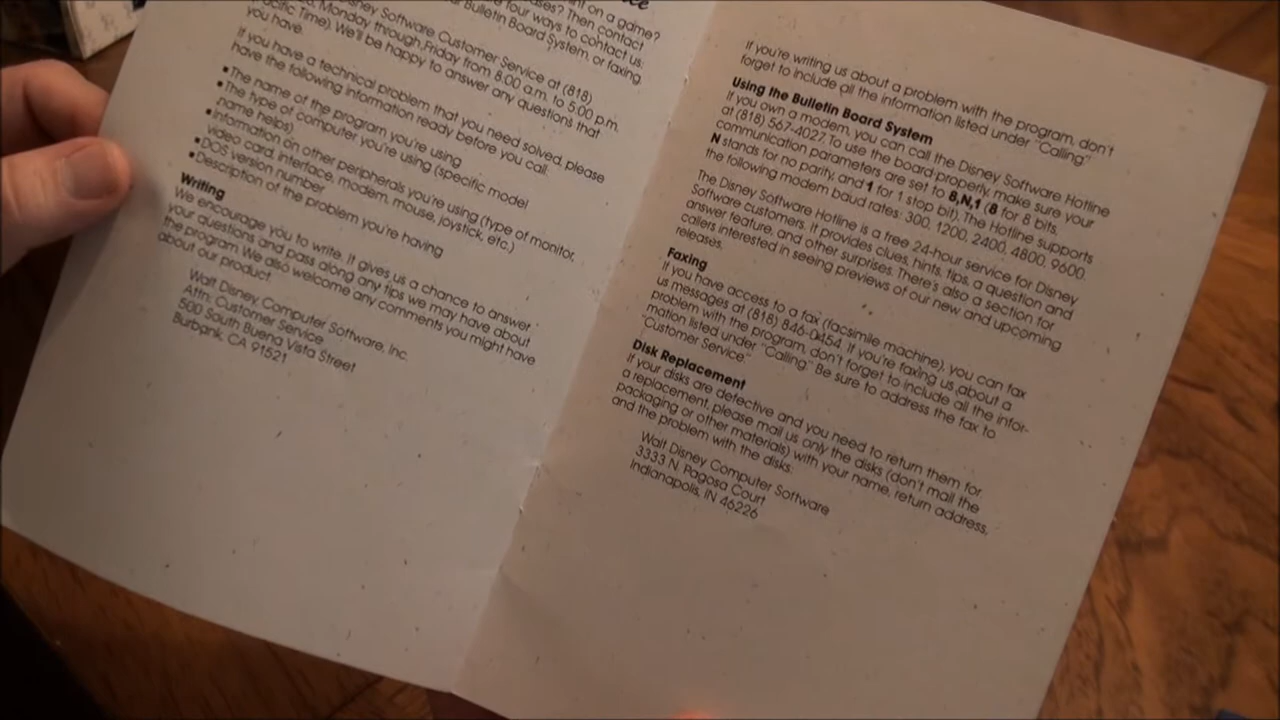 ice
nt on a game?
ases? Then contact
e four ways to contact us:
r Bulletin Board System, or faxing.
isney Software Customer Service at (818)
Monday through Friday from 8:00 a.m. to 5:00 p.m.
cific Time). We'll be happy to answer any questions that
you have.
If you have a technical problem that you need solved, please
have the following information ready before you call.
•The name of the program you're using
•The type of computer you're using (specific model
name helps)
•Information on other peripherals you're using (type of monitor,
video card, interface, modem, mouse, joystick, etc.)
•DOS version number
•Description of the problem you're having
Writing
We encourage you to write. It gives us a chance to answer
your questions and pass along any tips we may have about
the program. We also welcome any comments you might have
about our product.
Walt Disney Computer Software, Inc.
Attn: Customer Service
500 South Buena Vista Street
Burbank, CA 91521
If you're writing us about a problem with the program, don't
forget to include all the information listed under "Calling."
Using the Bulletin Board System
If you own a modem, you can call the Disney Software Hotline
at (818) 567-4027. To use the board properly, make sure your
communication parameters are set to 8,N,1 (8 for 8 bits,
N stands for no parity, and 1 for 1 stop bit). The Hotline supports
the following modem baud rates: 300, 1200, 2400, 4800, 9600.
The Disney Software Hotline is a free 24-hour service for Disney
Software customers. It provides clues, hints, tips, a question and
answer feature, and other surprises. There's also a section for
callers interested in seeing previews of our new and upcoming
releases.
Faxing
If you have access to a fax (facsimile machine), you can fax
us messages at (818) 846-0454. If you're faxing us about a
problem with the program, don't forget to include all the infor-
mation listed under "Calling." Be sure to address the fax to
"Customer Service."
Disk Replacement
If your disks are defective and you need to return them for
a replacement, please mail us only the disks (don't mail the
packaging or other materials) with your name, return address,
and the problem with the disks:
Walt Disney Computer Software
3333 N. Pagosa Court
Indianapolis, IN 46226